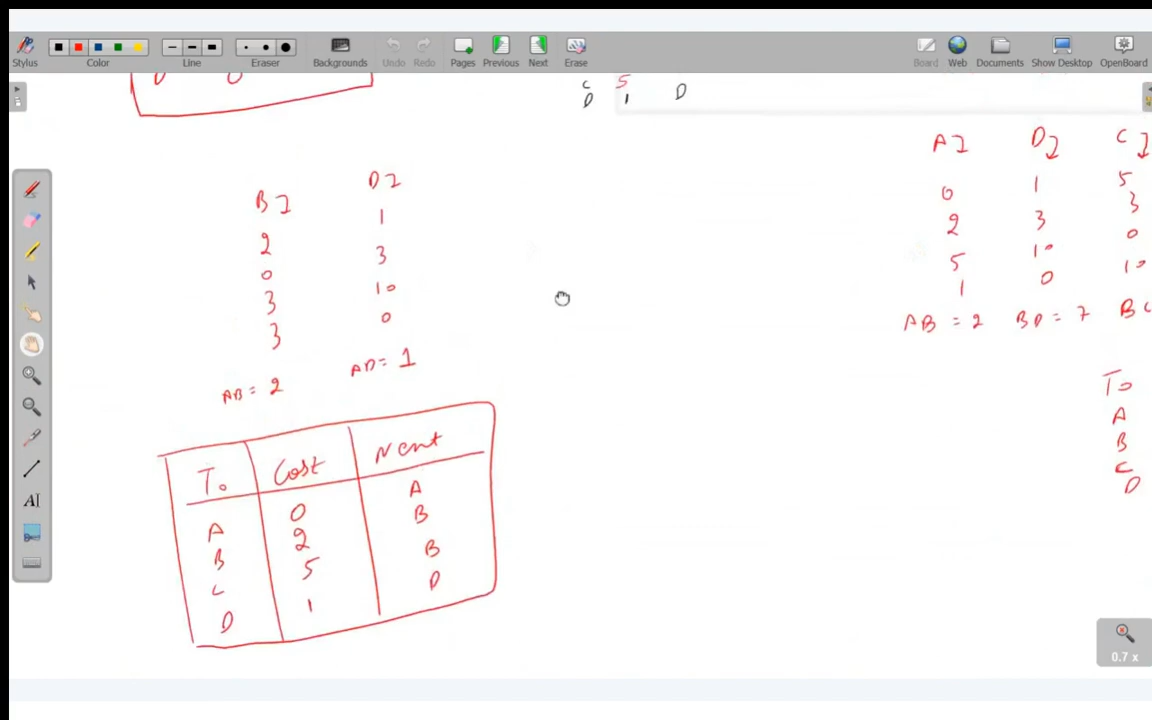 Stylus Color Line Eraser Backgrounds Undo Redo Pages Previous Next Erase Board Web Documents Show Desktop OpenBoard
C 5
D 1 D
B] D]
2 1
0 3
3 10
3 0
AB = 2 AD = 1
To Cost Next
A 0 A
B 2 B
C 5 B
D 1 D
A] D] C]
0 1 5
2 3 3
5 10 0
1 0 10
AB = 2 BD = 7 BC
To
A
B
C
D
AI
0.7 x